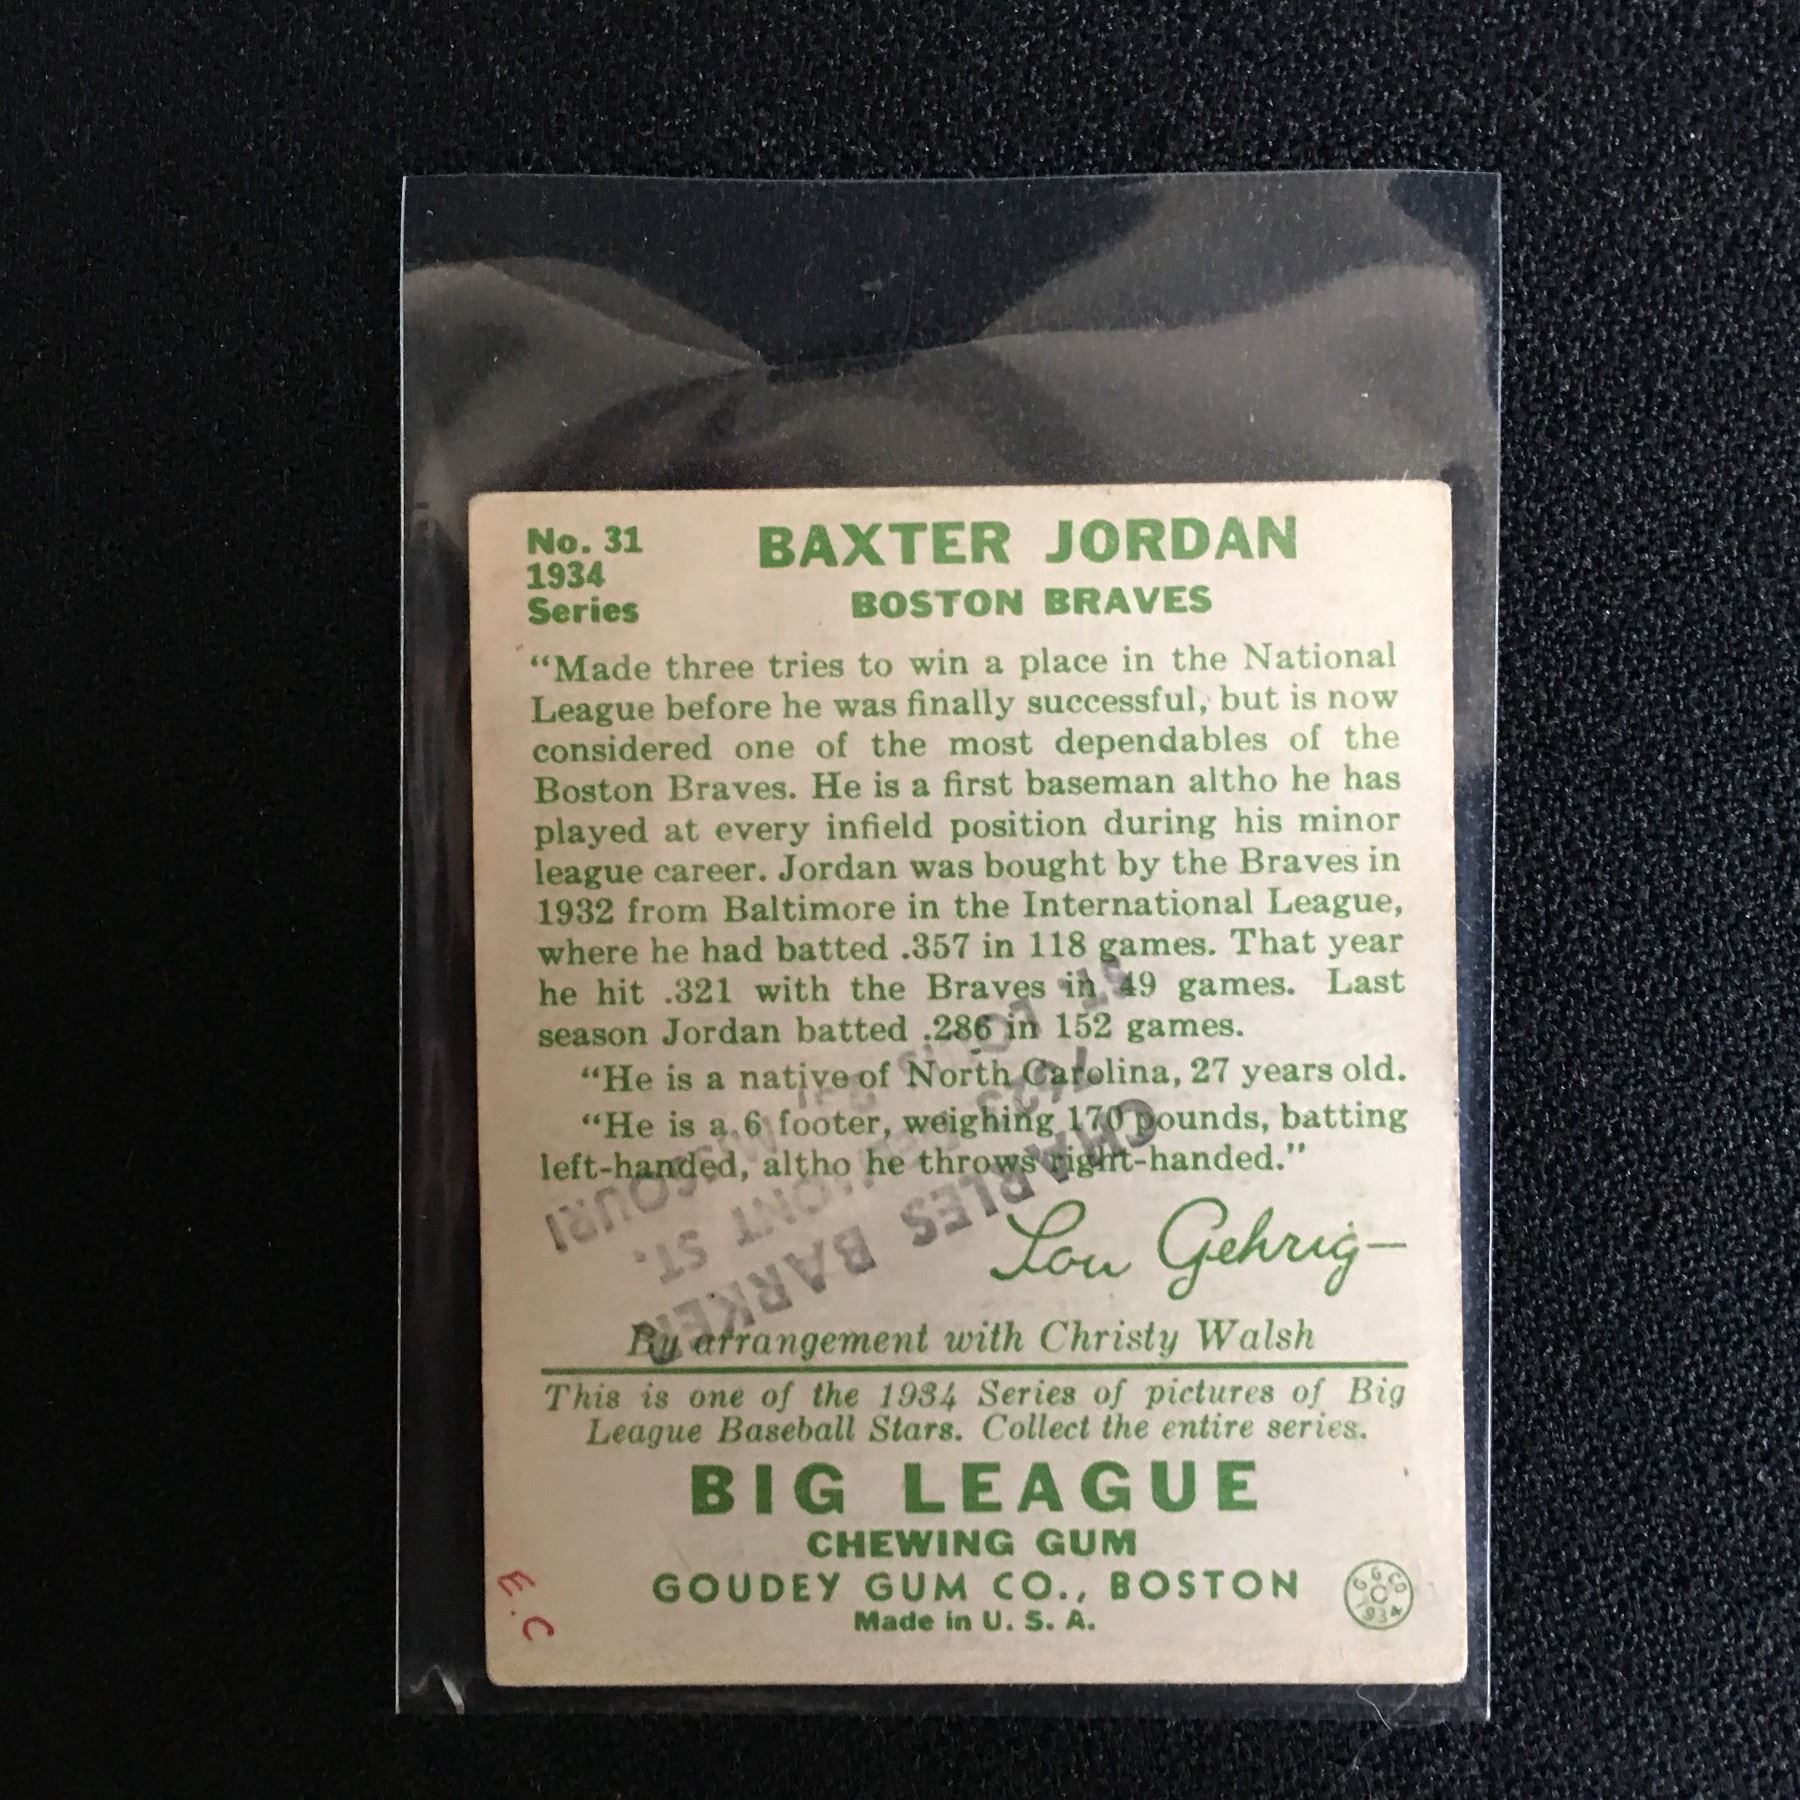 No. 31
1934
Series
BAXTER JORDAN
BOSTON BRAVES
“Made three tries to win a place in the National
League before he was finally successful, but is now
considered one of the most dependables of the
Boston Braves. He is a first baseman altho he has
played at every infield position during his minor
league career. Jordan was bought by the Braves in
1932 from Baltimore in the International League,
where he had batted .357 in 118 games. That year
he hit .321 with the Braves in 49 games. Last
season Jordan batted .286 in 152 games.
“He is a native of North Carolina, 27 years old.
“He is a 6 footer, weighing 170 pounds, batting
left-handed, altho he throws right-handed.”
Lou Gehrig
By arrangement with Christy Walsh
This is one of the 1934 Series of pictures of Big
League Baseball Stars. Collect the entire series.
BIG LEAGUE
CHEWING GUM
GOUDEY GUM CO., BOSTON
Made in U. S. A.
G G CO
C
1934
E.C
CHARLES BARKER
ST.
ST. LOUIS MISSOURI